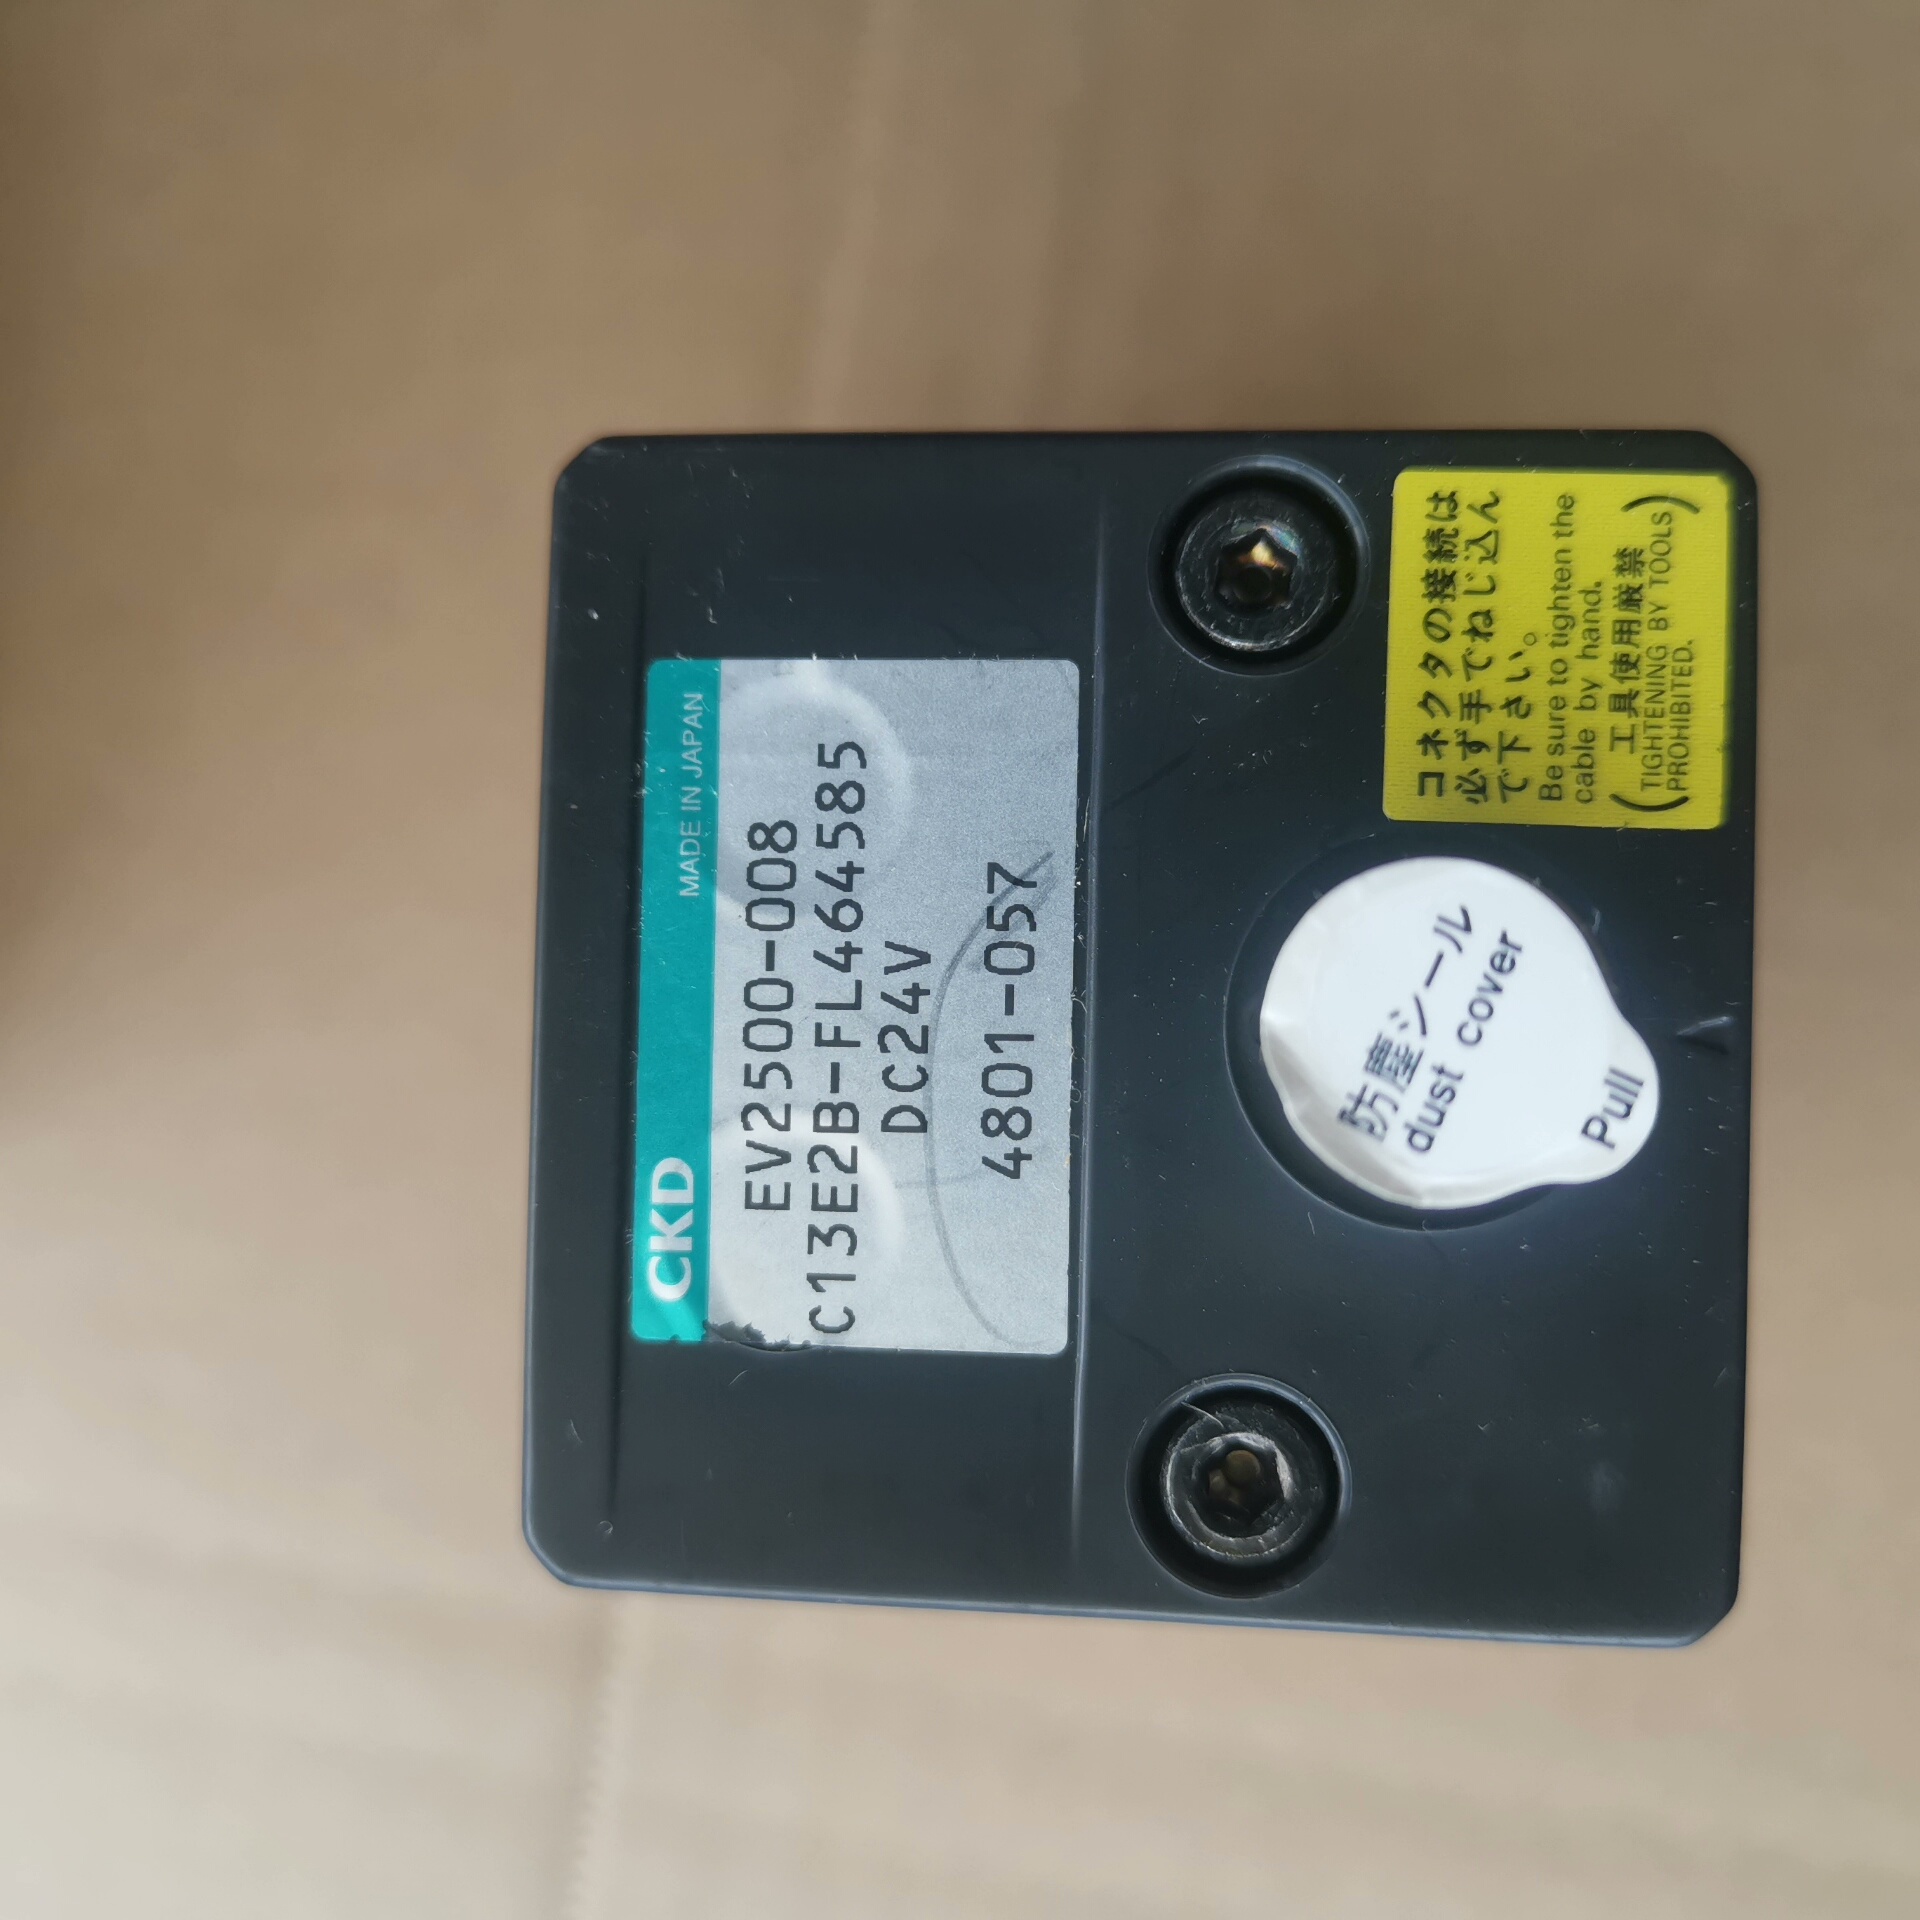 CKD MADE IN JAPAN
EV2500-008
C13E2B-FL464585
DC24V
4801-057
コネクタの接続は
必ず手でねじ込ん
で下さい。
Be sure to tighten the
cable by hand.
(工具使用厳禁
TIGHTENING BY TOOLS
PROHIBITED.)
防塵シール
dust cover
Pull